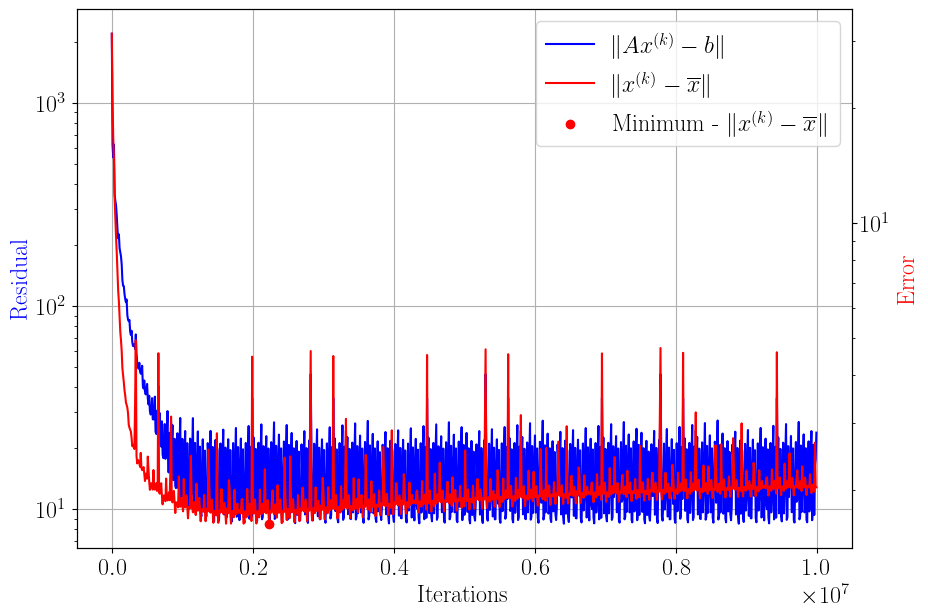 ‖Ax^(k) − b‖
‖x^(k) − x̅‖
Minimum - ‖x^(k) − x̅‖
10^3
10^2
10^1
Residual
10^1
Error
0.0 0.2 0.4 0.6 0.8 1.0
Iterations
×10^7